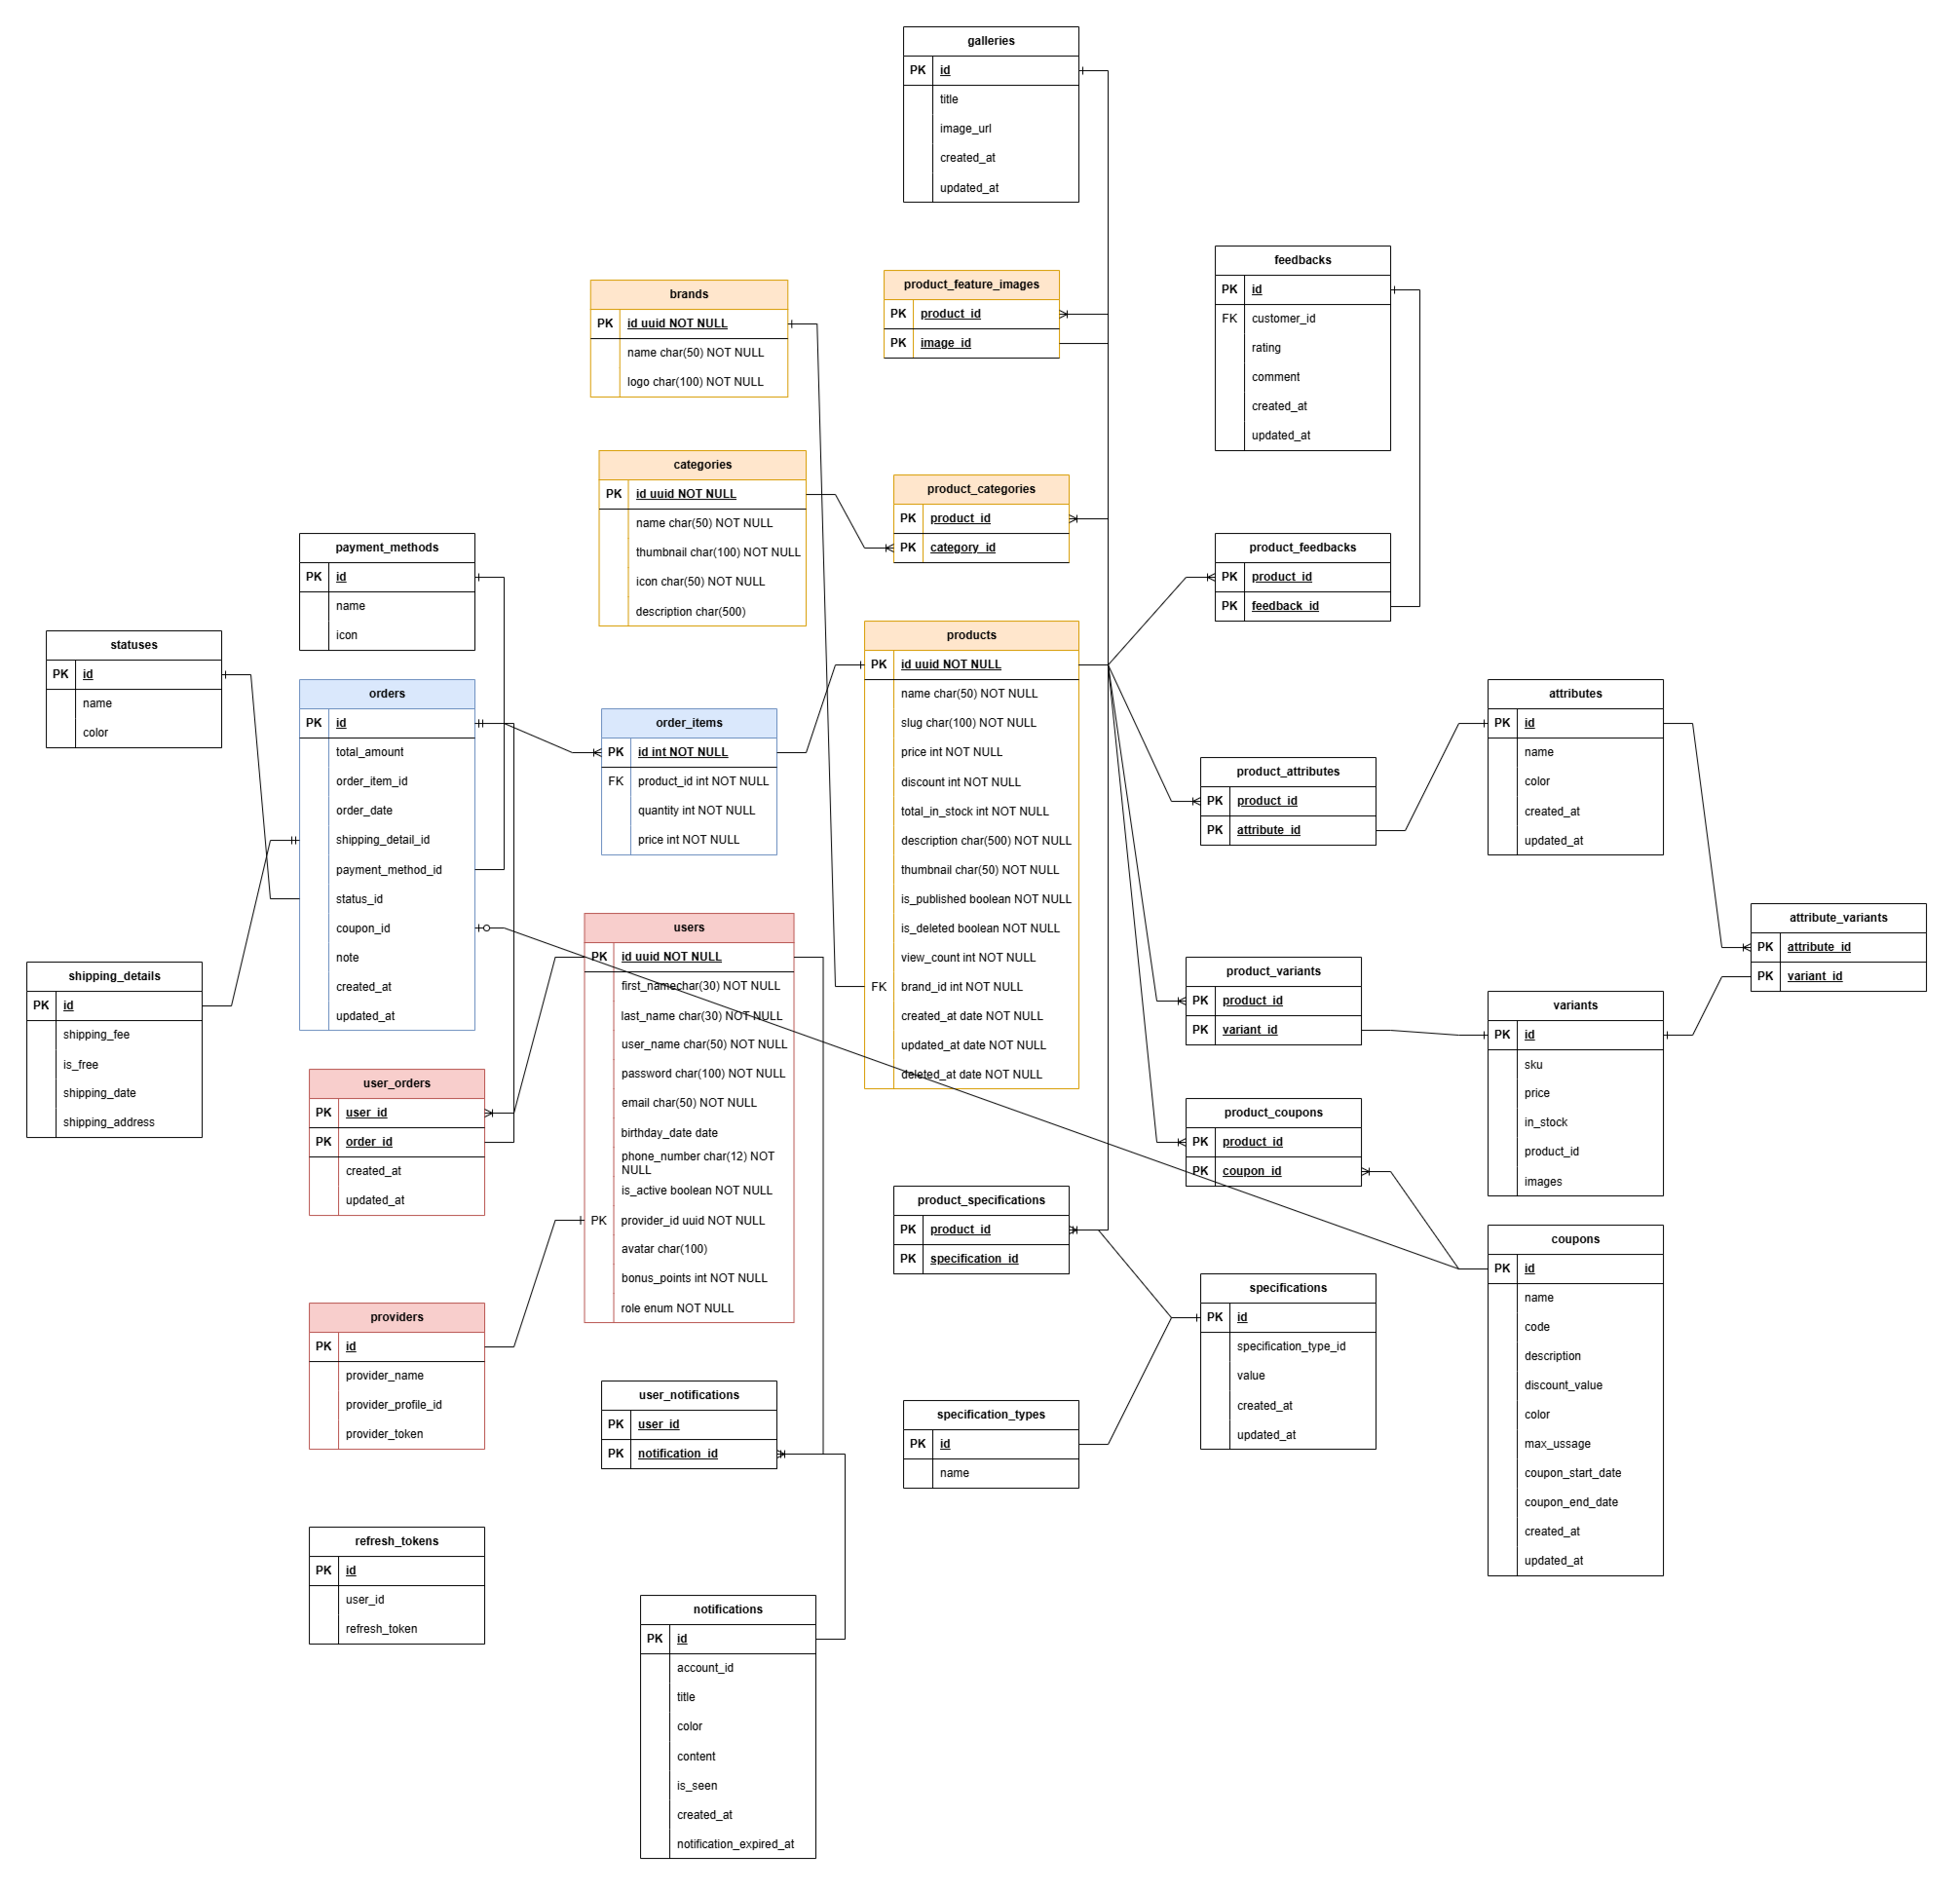 galleries
PK id
title
image_url
created_at
updated_at
feedbacks
PK id
FK customer_id
rating
comment
created_at
updated_at
product_feature_images
PK product_id
PK image_id
brands
PK id uuid NOT NULL
name char(50) NOT NULL
logo char(100) NOT NULL
categories
PK id uuid NOT NULL
name char(50) NOT NULL
thumbnail char(100) NOT NULL
icon char(50) NOT NULL
description char(500)
product_categories
PK product_id
PK category_id
payment_methods
PK id
name
icon
product_feedbacks
PK product_id
PK feedback_id
statuses
PK id
name
color
products
PK id uuid NOT NULL
name char(50) NOT NULL
slug char(100) NOT NULL
price int NOT NULL
discount int NOT NULL
total_in_stock int NOT NULL
description char(500) NOT NULL
thumbnail char(50) NOT NULL
is_published boolean NOT NULL
is_deleted boolean NOT NULL
view_count int NOT NULL
FK brand_id int NOT NULL
created_at date NOT NULL
updated_at date NOT NULL
deleted_at date NOT NULL
orders
PK id
total_amount
order_item_id
order_date
shipping_detail_id
payment_method_id
status_id
coupon_id
note
created_at
updated_at
order_items
PK id int NOT NULL
FK product_id int NOT NULL
quantity int NOT NULL
price int NOT NULL
attributes
PK id
name
color
created_at
updated_at
product_attributes
PK product_id
PK attribute_id
attribute_variants
PK attribute_id
PK variant_id
users
PK id uuid NOT NULL
first_namechar(30) NOT NULL
last_name char(30) NOT NULL
user_name char(50) NOT NULL
password char(100) NOT NULL
email char(50) NOT NULL
birthday_date date
phone_number char(12) NOT
NULL
is_active boolean NOT NULL
PK provider_id uuid NOT NULL
avatar char(100)
bonus_points int NOT NULL
role enum NOT NULL
shipping_details
PK id
shipping_fee
is_free
shipping_date
shipping_address
product_variants
PK product_id
PK variant_id
variants
PK id
sku
price
in_stock
product_id
images
user_orders
PK user_id
PK order_id
created_at
updated_at
product_coupons
PK product_id
PK coupon_id
product_specifications
PK product_id
PK specification_id
coupons
PK id
name
code
description
discount_value
color
max_ussage
coupon_start_date
coupon_end_date
created_at
updated_at
specifications
PK id
specification_type_id
value
created_at
updated_at
providers
PK id
provider_name
provider_profile_id
provider_token
user_notifications
PK user_id
PK notification_id
specification_types
PK id
name
refresh_tokens
PK id
user_id
refresh_token
notifications
PK id
account_id
title
color
content
is_seen
created_at
notification_expired_at